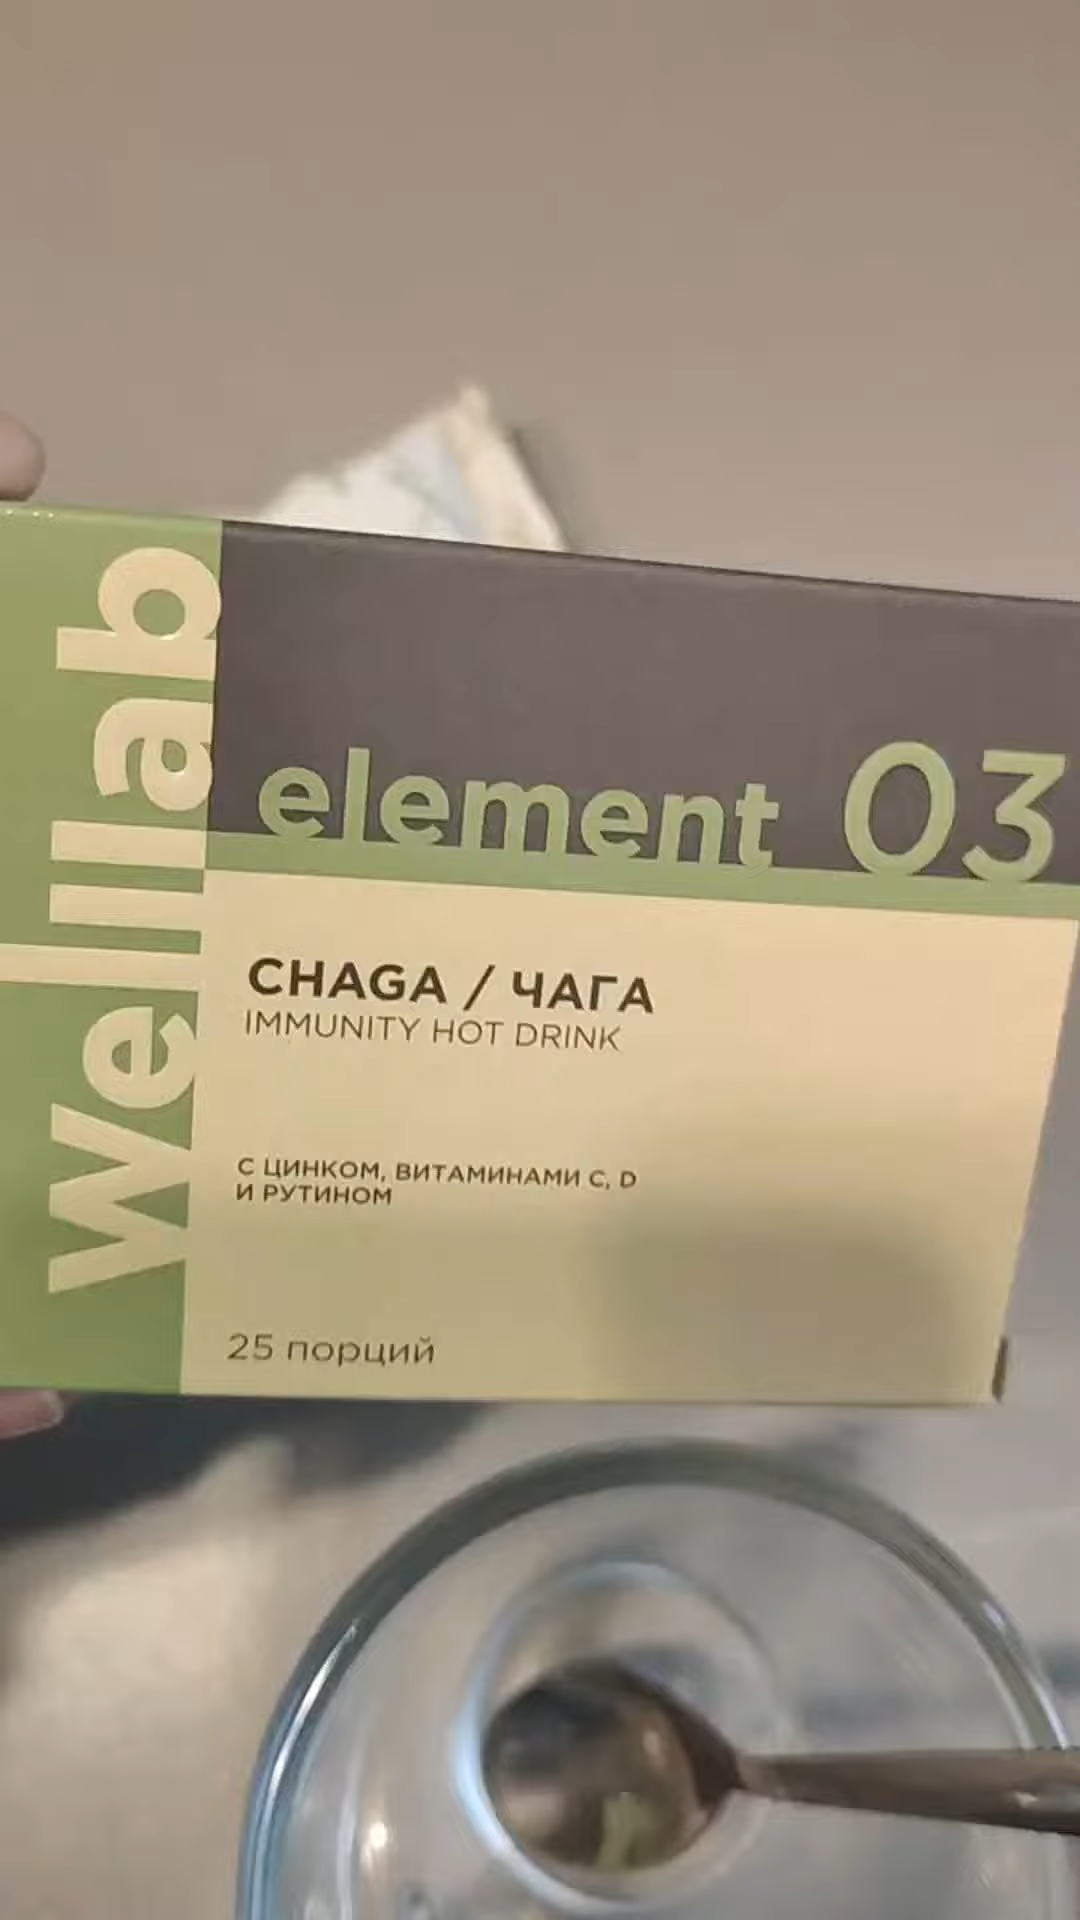 welllab
element 03
CHAGA / ЧАГА
IMMUNITY HOT DRINK
С ЦИНКОМ, ВИТАМИНАМИ C, D
И РУТИНОМ
25 порций